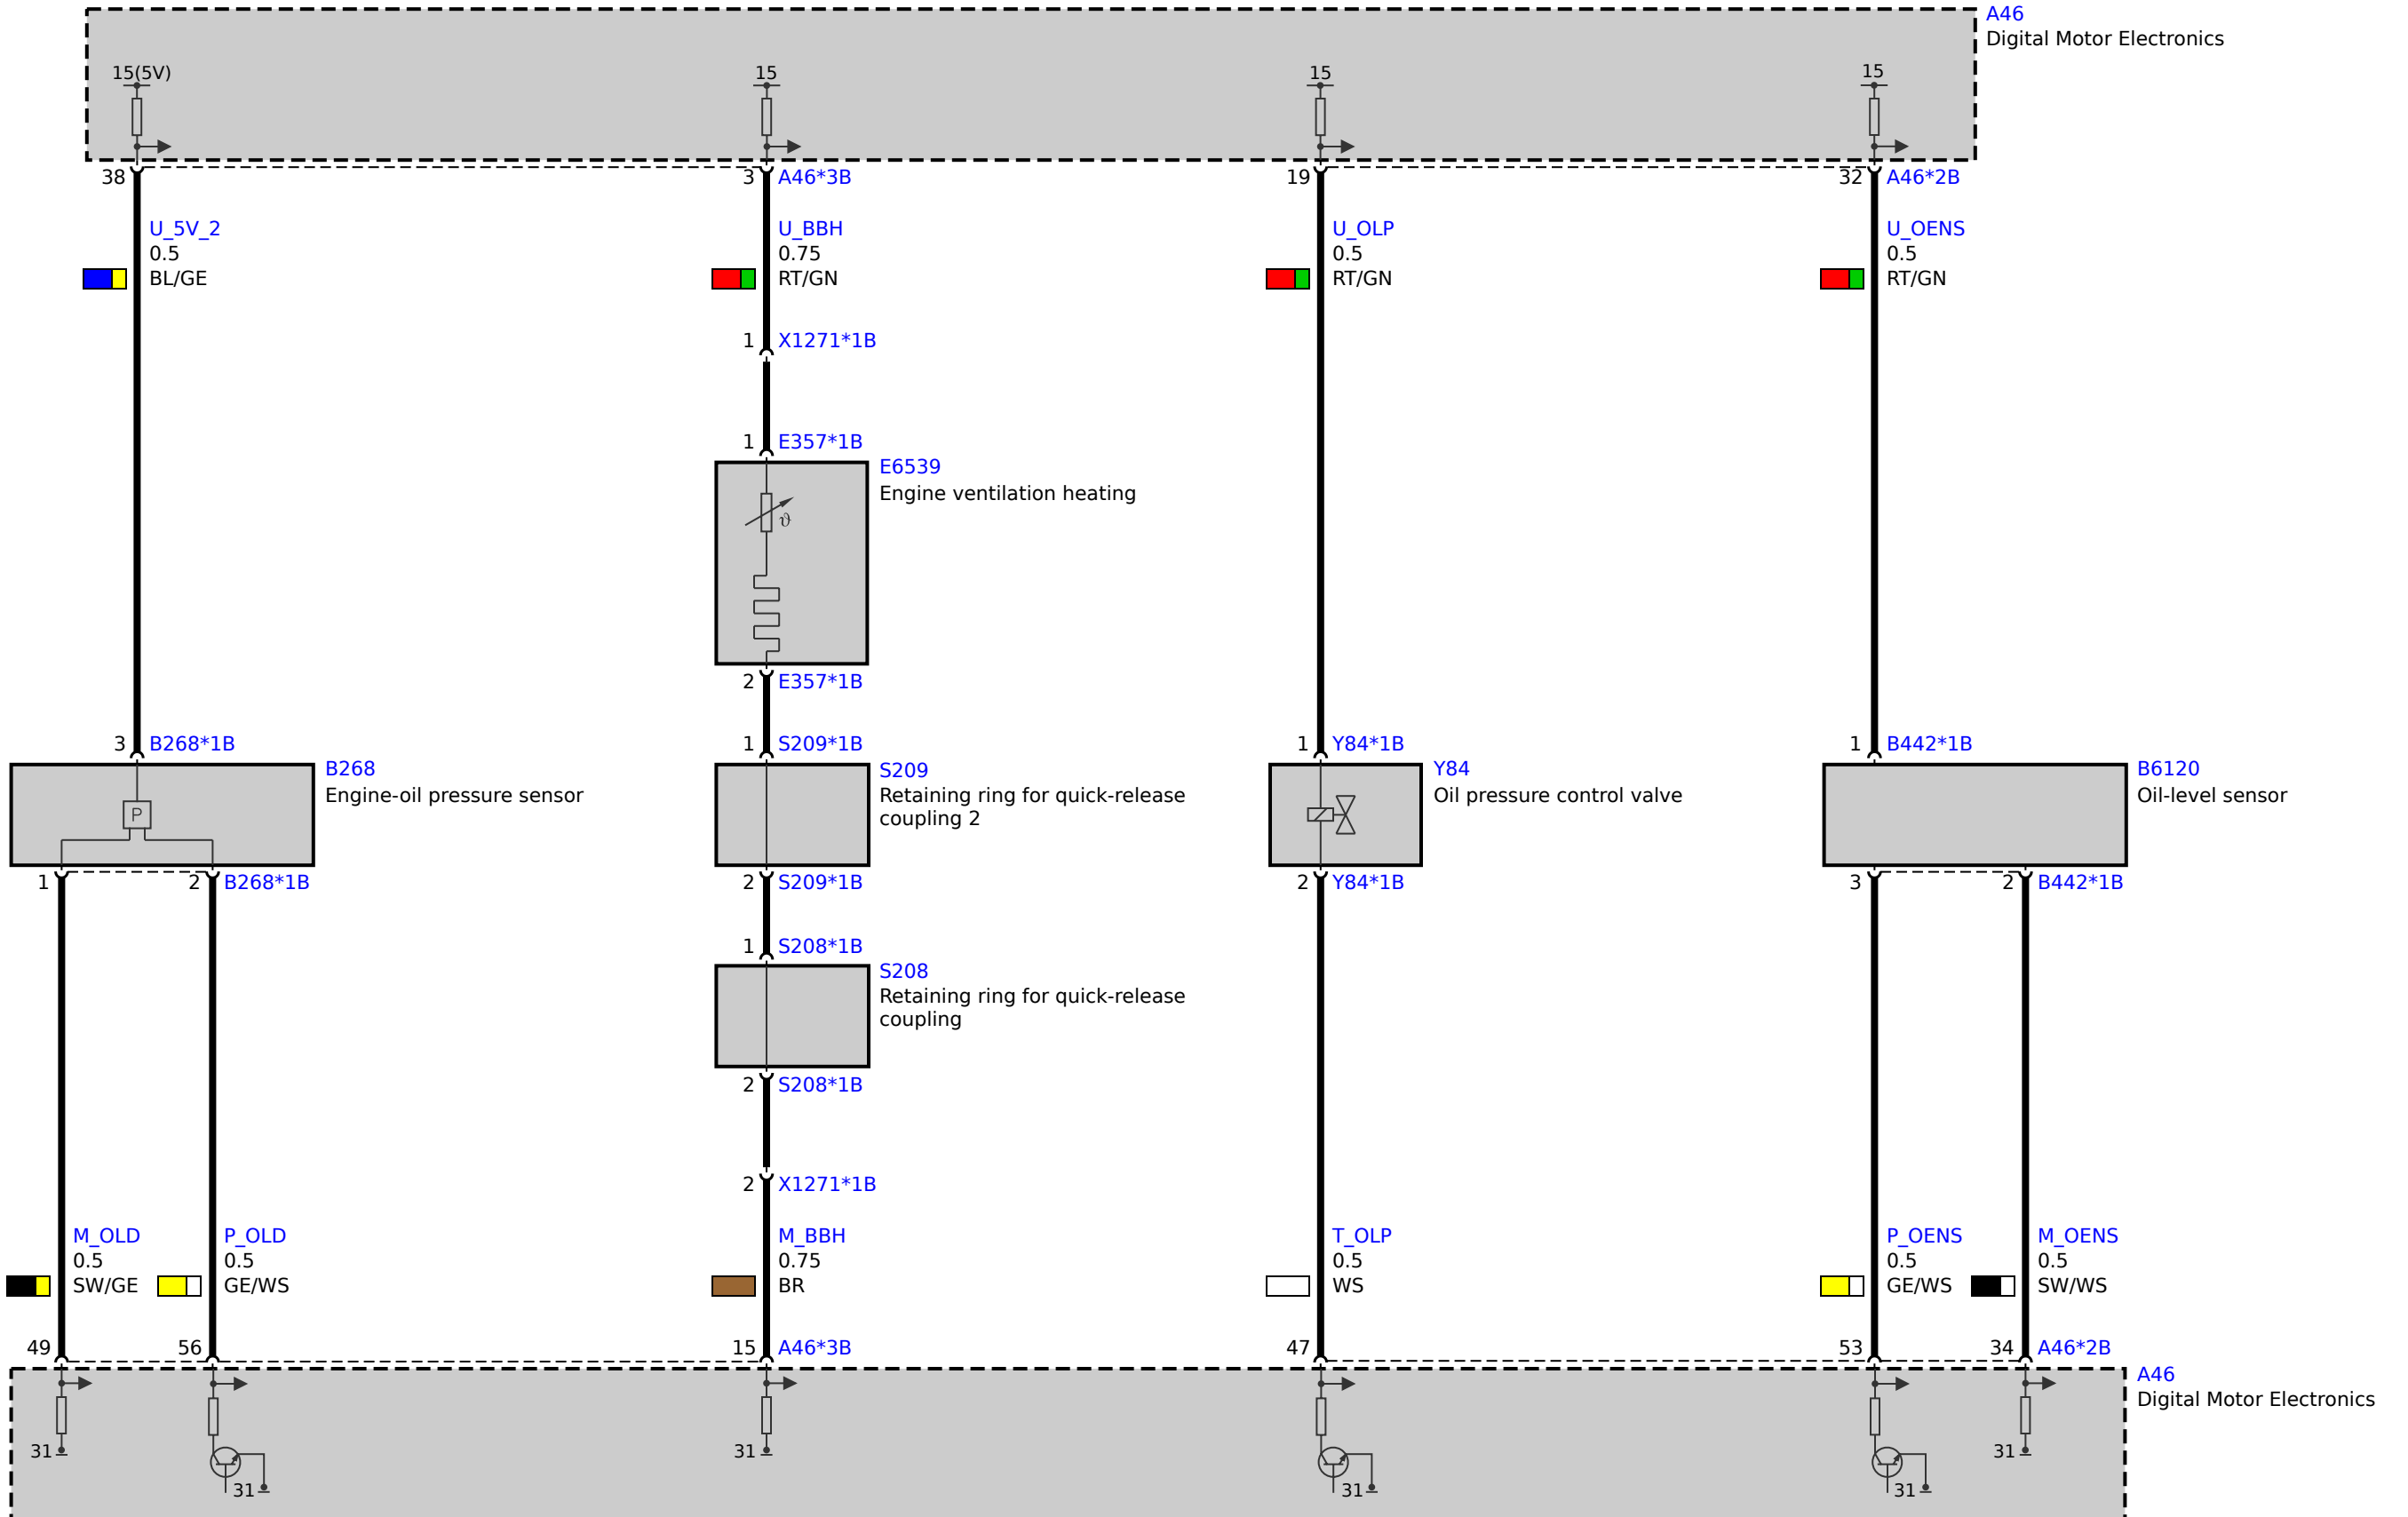 A46
Digital Motor Electronics
15(5V)
15
15
15
38
3 A46*3B
19
32 A46*2B
U_5V_2
0.5
BL/GE
U_BBH
0.75
RT/GN
U_OLP
0.5
RT/GN
U_OENS
0.5
RT/GN
1 X1271*1B
1 E357*1B
E6539
Engine ventilation heating
ϑ
2 E357*1B
3 B268*1B
1 S209*1B
1 Y84*1B
1 B442*1B
B268
Engine-oil pressure sensor
P
S209
Retaining ring for quick-release
coupling 2
Y84
Oil pressure control valve
B6120
Oil-level sensor
1
2 B268*1B
2 S209*1B
2 Y84*1B
3
2 B442*1B
1 S208*1B
S208
Retaining ring for quick-release
coupling
2 S208*1B
2 X1271*1B
M_OLD
0.5
SW/GE
P_OLD
0.5
GE/WS
M_BBH
0.75
BR
T_OLP
0.5
WS
P_OENS
0.5
GE/WS
M_OENS
0.5
SW/WS
49
56
15 A46*3B
47
53
34 A46*2B
A46
Digital Motor Electronics
31
31
31
31
31
31